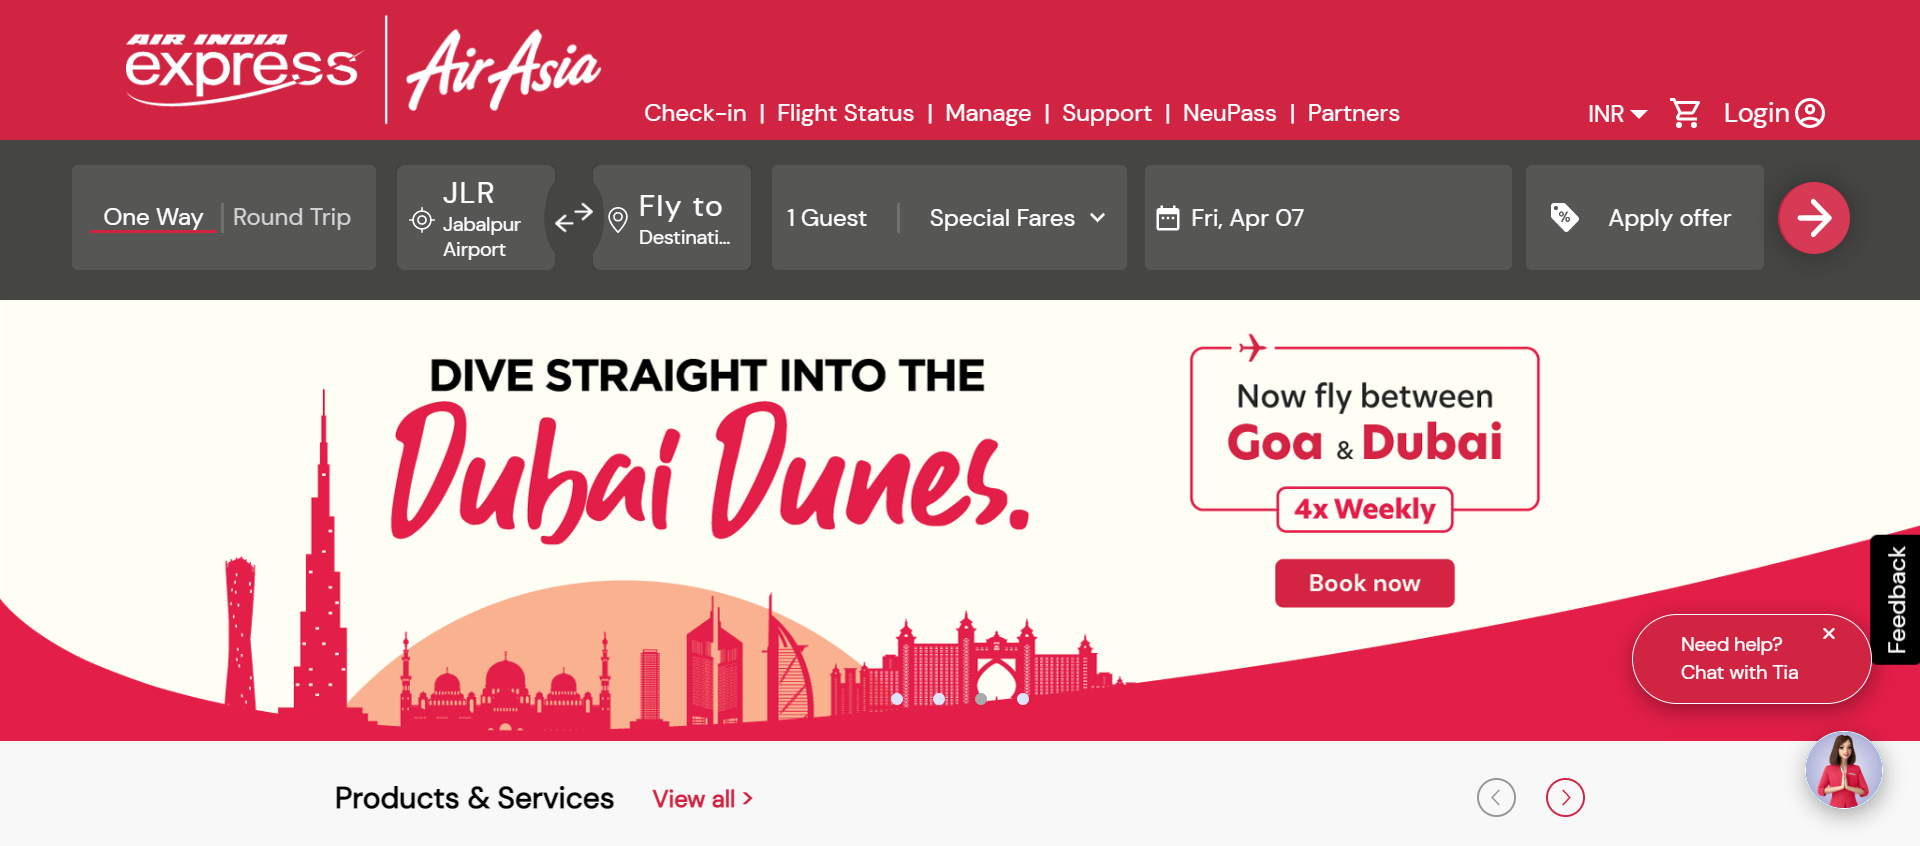 AIR INDIA
express
AirAsia
Check-in | Flight Status | Manage | Support | NeuPass | Partners
INR
Login
One Way
Round Trip
JLR
Jabalpur
Airport
Fly to
Destinati...
1 Guest
Special Fares
Fri, Apr 07
Apply offer
DIVE STRAIGHT INTO THE
Dubai Dunes.
Now fly between
Goa & Dubai
4x Weekly
Book now
Feedback
Need help?
Chat with Tia
Products & Services
View all >